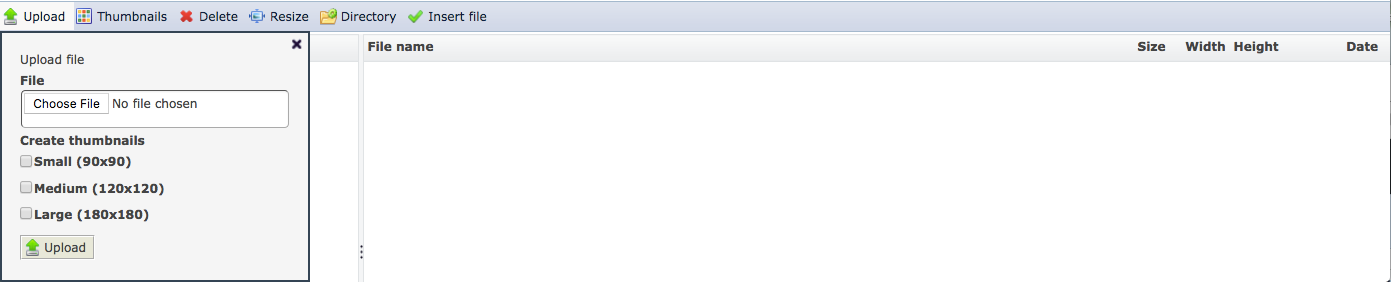 Upload Thumbnails Delete Resize Directory Insert file
File name Size Width Height Date
Upload file
File
Choose File No file chosen
Create thumbnails
Small (90x90)
Medium (120x120)
Large (180x180)
Upload